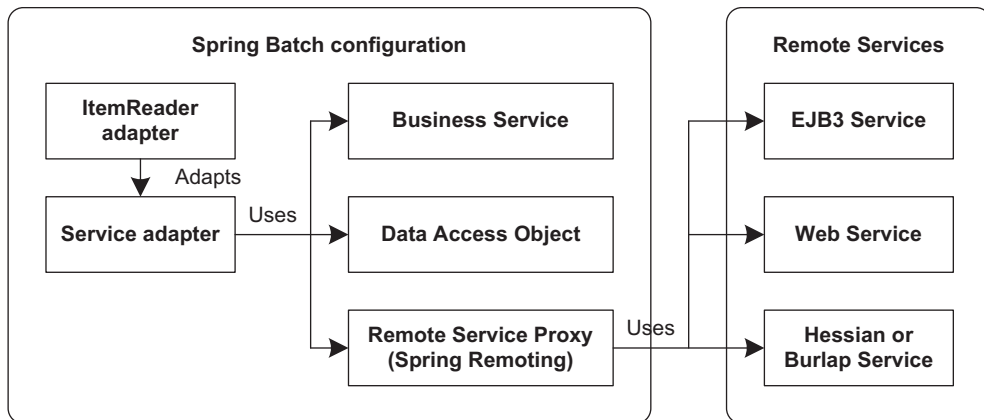 Spring Batch configuration
ItemReader
adapter
Adapts
Service adapter
Uses
Business Service
Data Access Object
Remote Service Proxy
(Spring Remoting)
Uses
Remote Services
EJB3 Service
Web Service
Hessian or
Burlap Service